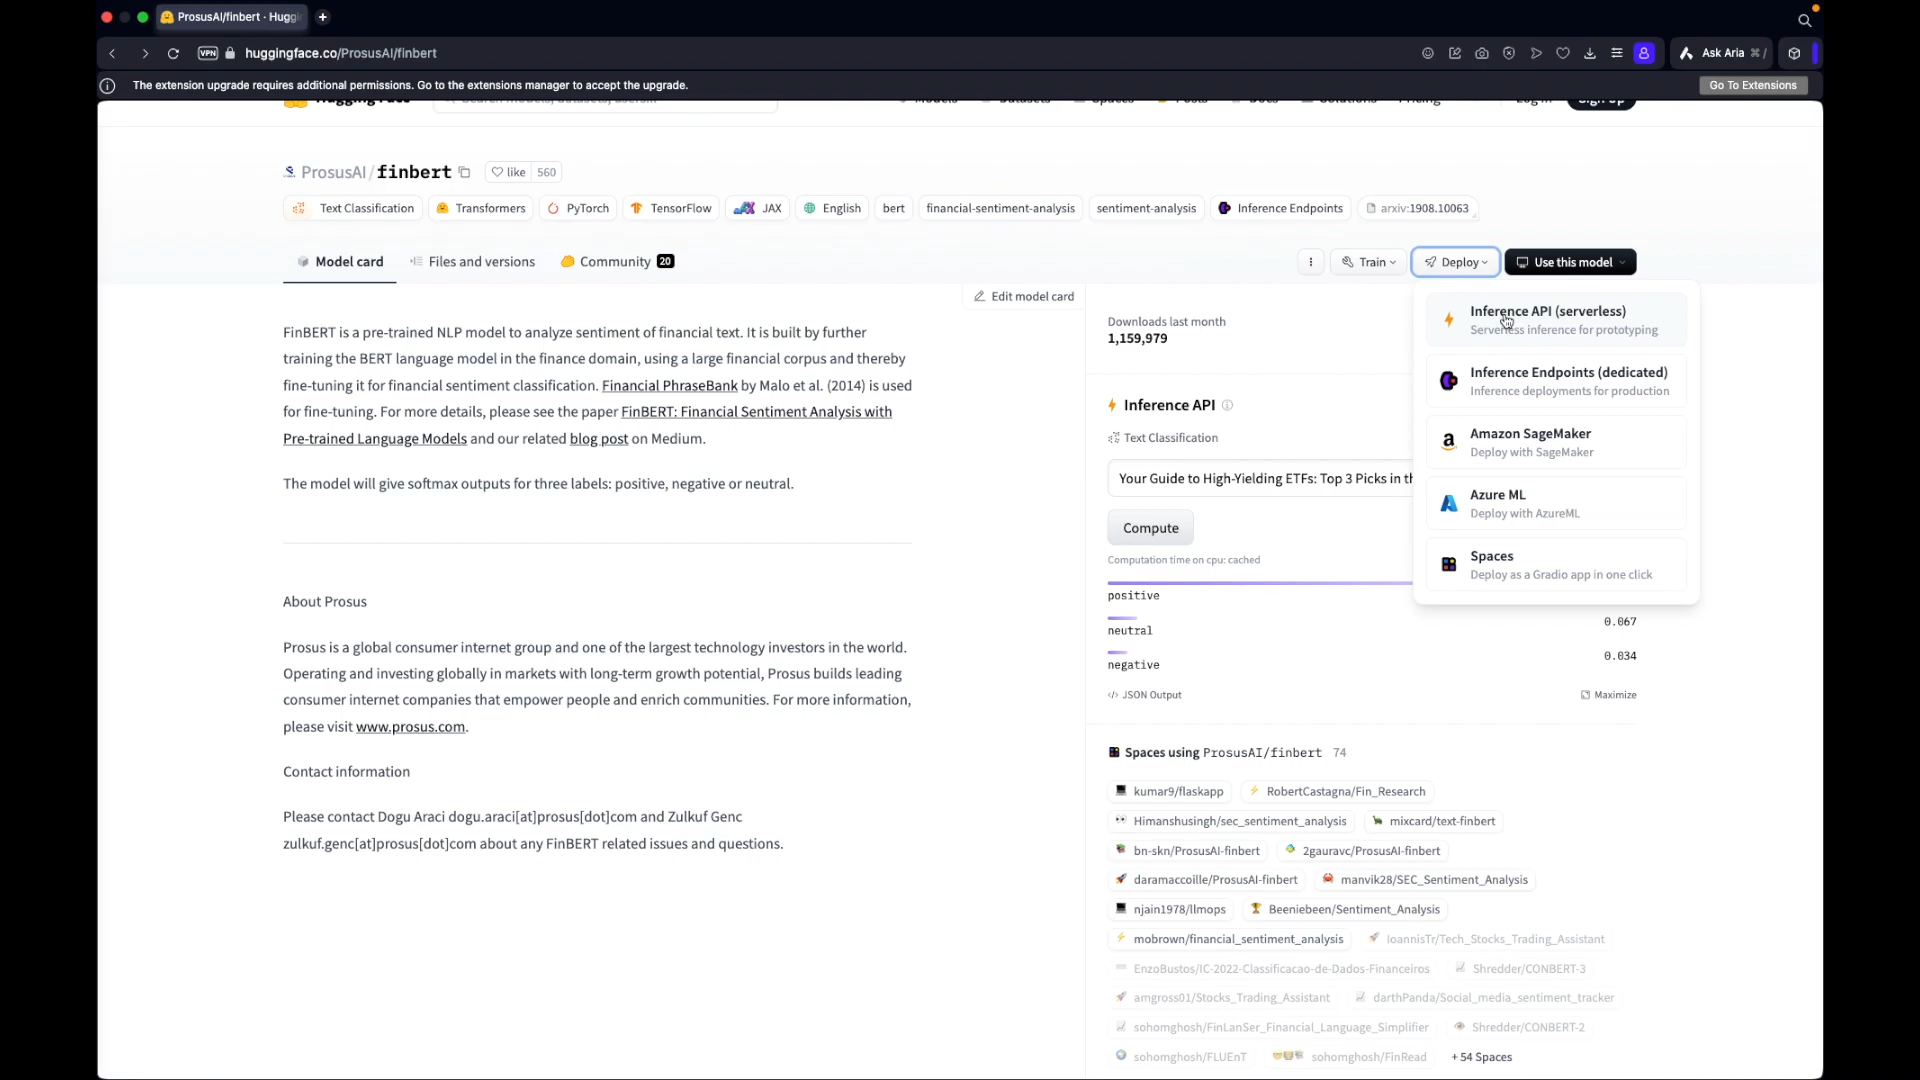 ProsusAI/finbert · Huggi
VPN huggingface.co/ProsusAI/finbert
Ask Aria ⌘ /
The extension upgrade requires additional permissions. Go to the extensions manager to accept the upgrade.
Go To Extensions
ProsusAI/finbert
like 560
Text Classification Transformers PyTorch TensorFlow JAX English bert financial-sentiment-analysis sentiment-analysis Inference Endpoints arxiv:1908.10063
Model card Files and versions Community 20
Train Deploy Use this model
Edit model card
FinBERT is a pre-trained NLP model to analyze sentiment of financial text. It is built by further
training the BERT language model in the finance domain, using a large financial corpus and thereby
fine-tuning it for financial sentiment classification. Financial PhraseBank by Malo et al. (2014) is used
for fine-tuning. For more details, please see the paper FinBERT: Financial Sentiment Analysis with
Pre-trained Language Models and our related blog post on Medium.
The model will give softmax outputs for three labels: positive, negative or neutral.
About Prosus
Prosus is a global consumer internet group and one of the largest technology investors in the world.
Operating and investing globally in markets with long-term growth potential, Prosus builds leading
consumer internet companies that empower people and enrich communities. For more information,
please visit www.prosus.com.
Contact information
Please contact Dogu Araci dogu.araci[at]prosus[dot]com and Zulkuf Genc
zulkuf.genc[at]prosus[dot]com about any FinBERT related issues and questions.
Downloads last month
1,159,979
Inference API
Text Classification
Your Guide to High-Yielding ETFs: Top 3 Picks in th
Compute
Computation time on cpu: cached
positive
neutral
0.067
negative
0.034
JSON Output
Maximize
Inference API (serverless)
Serverless inference for prototyping
Inference Endpoints (dedicated)
Inference deployments for production
Amazon SageMaker
Deploy with SageMaker
Azure ML
Deploy with AzureML
Spaces
Deploy as a Gradio app in one click
Spaces using ProsusAI/finbert 74
kumar9/flaskapp RobertCastagna/Fin_Research
Himanshusingh/sec_sentiment_analysis mixcard/text-finbert
bn-skn/ProsusAI-finbert 2gauravc/ProsusAI-finbert
daramaccoille/ProsusAI-finbert manvik28/SEC_Sentiment_Analysis
njain1978/llmops Beeniebeen/Sentiment_Analysis
mobrown/financial_sentiment_analysis IoannisTr/Tech_Stocks_Trading_Assistant
EnzoBustos/IC-2022-Classificacao-de-Dados-Financeiros Shredder/CONBERT-3
amgross01/Stocks_Trading_Assistant darthPanda/Social_media_sentiment_tracker
sohomghosh/FinLanSer_Financial_Language_Simplifier Shredder/CONBERT-2
sohomghosh/FLUEnT sohomghosh/FinRead + 54 Spaces